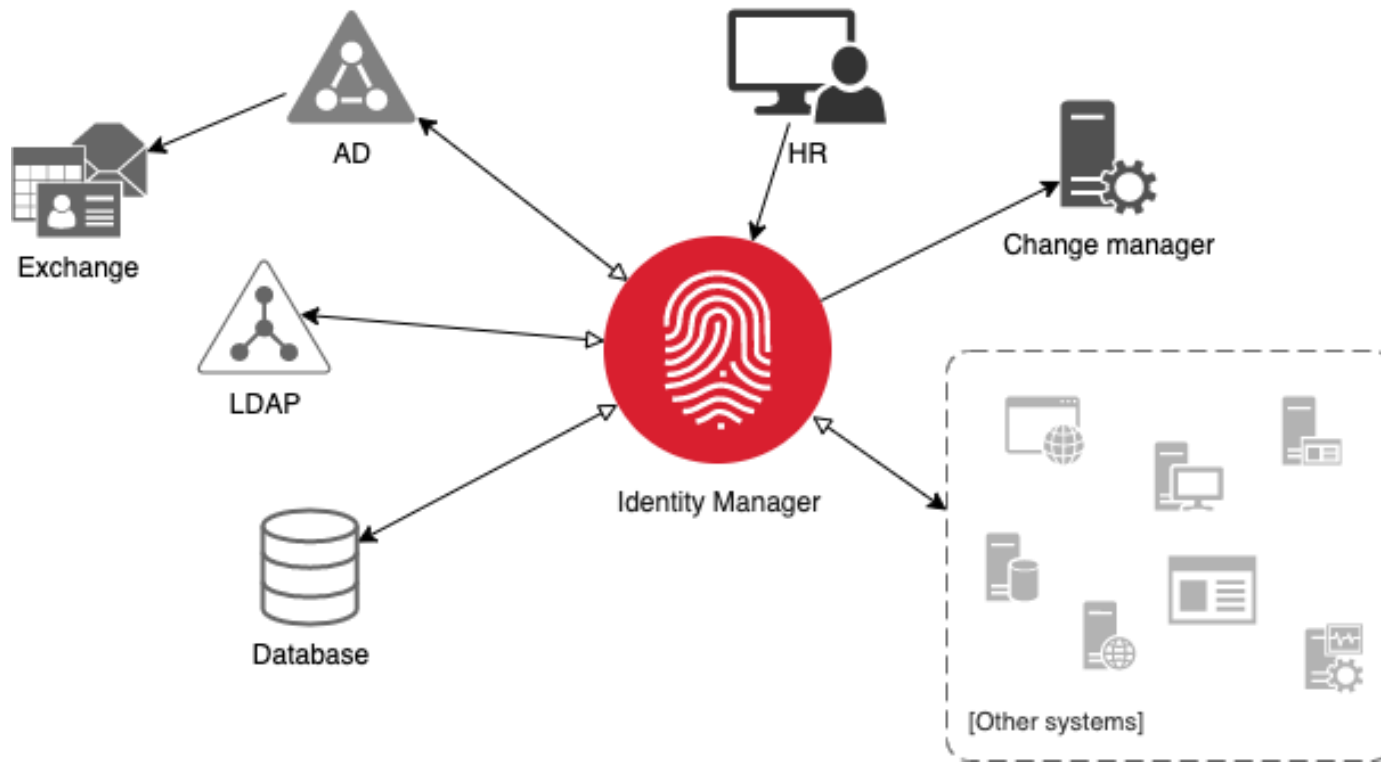 AD
HR
Exchange
Change manager
LDAP
Identity Manager
Database
[Other systems]